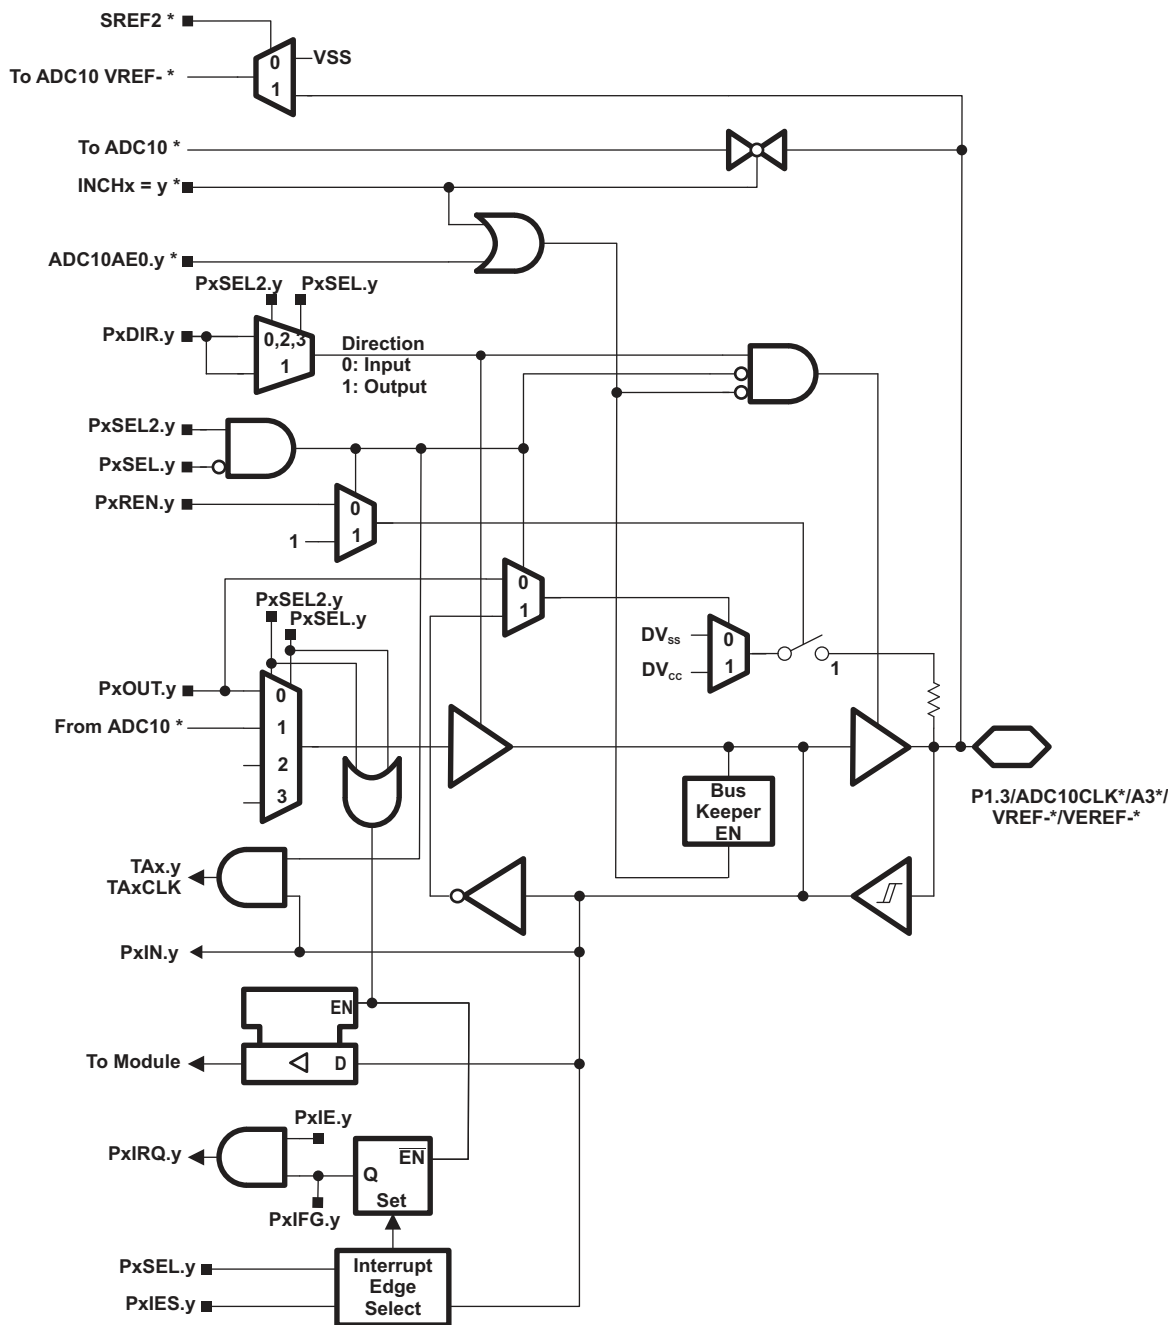 SREF2 *
0
VSS
To ADC10 VREF- *
1
To ADC10 *
INCHx = y *
ADC10AE0.y *
PxSEL2.y
PxSEL.y
PxDIR.y
0,2,3
1
Direction
0: Input
1: Output
PxSEL2.y
PxSEL.y
PxREN.y
0
1
1
0
1
PxSEL2.y
PxSEL.y
DVSS
0
DVCC
1
1
PxOUT.y
0
From ADC10 *
1
2
3
Bus
Keeper
EN
P1.3/ADC10CLK*/A3*/
VREF-*/VEREF-*
TAx.y
TAxCLK
PxIN.y
EN
To Module
D
PxIE.y
PxIRQ.y
EN
Q
Set
PxIFG.y
PxSEL.y
PxIES.y
Interrupt
Edge
Select